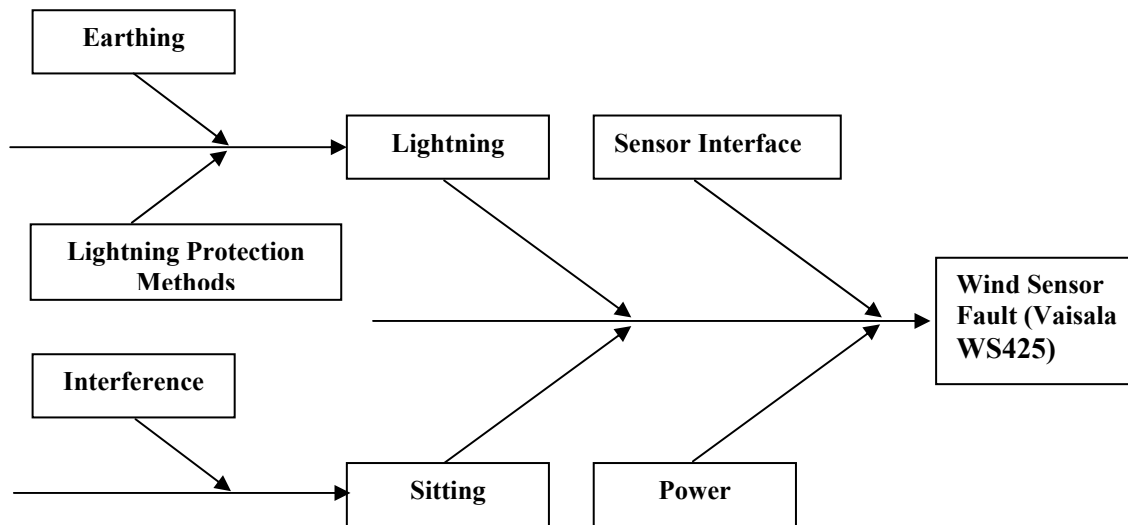 Earthing
Lightning
Sensor Interface
Lightning Protection
Methods
Wind Sensor
Fault (Vaisala
WS425)
Interference
Sitting
Power